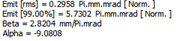 Emit [rms] = 0.2958 Pi.mm.mrad [ Norm. ]
Emit [99.00%] = 5.7302 Pi.mm.mrad [ Norm. ]
Beta = 2.8204 mm/Pi.mrad
Alpha = -9.0808